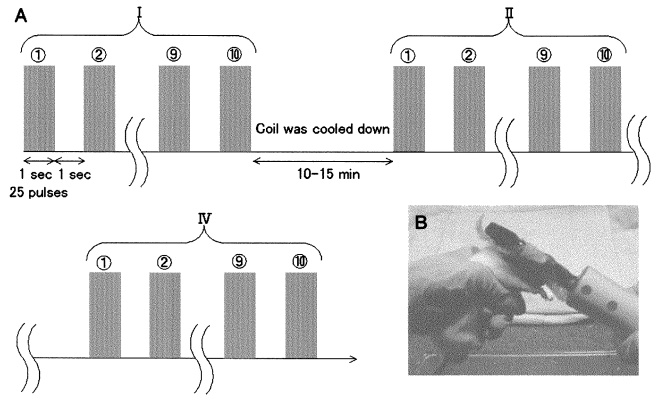 A
I
II
① ② ⑨ ⑩
① ② ⑨ ⑩
Coil was cooled down
1 sec 1 sec
25 pulses
10-15 min
IV
① ② ⑨ ⑩
B